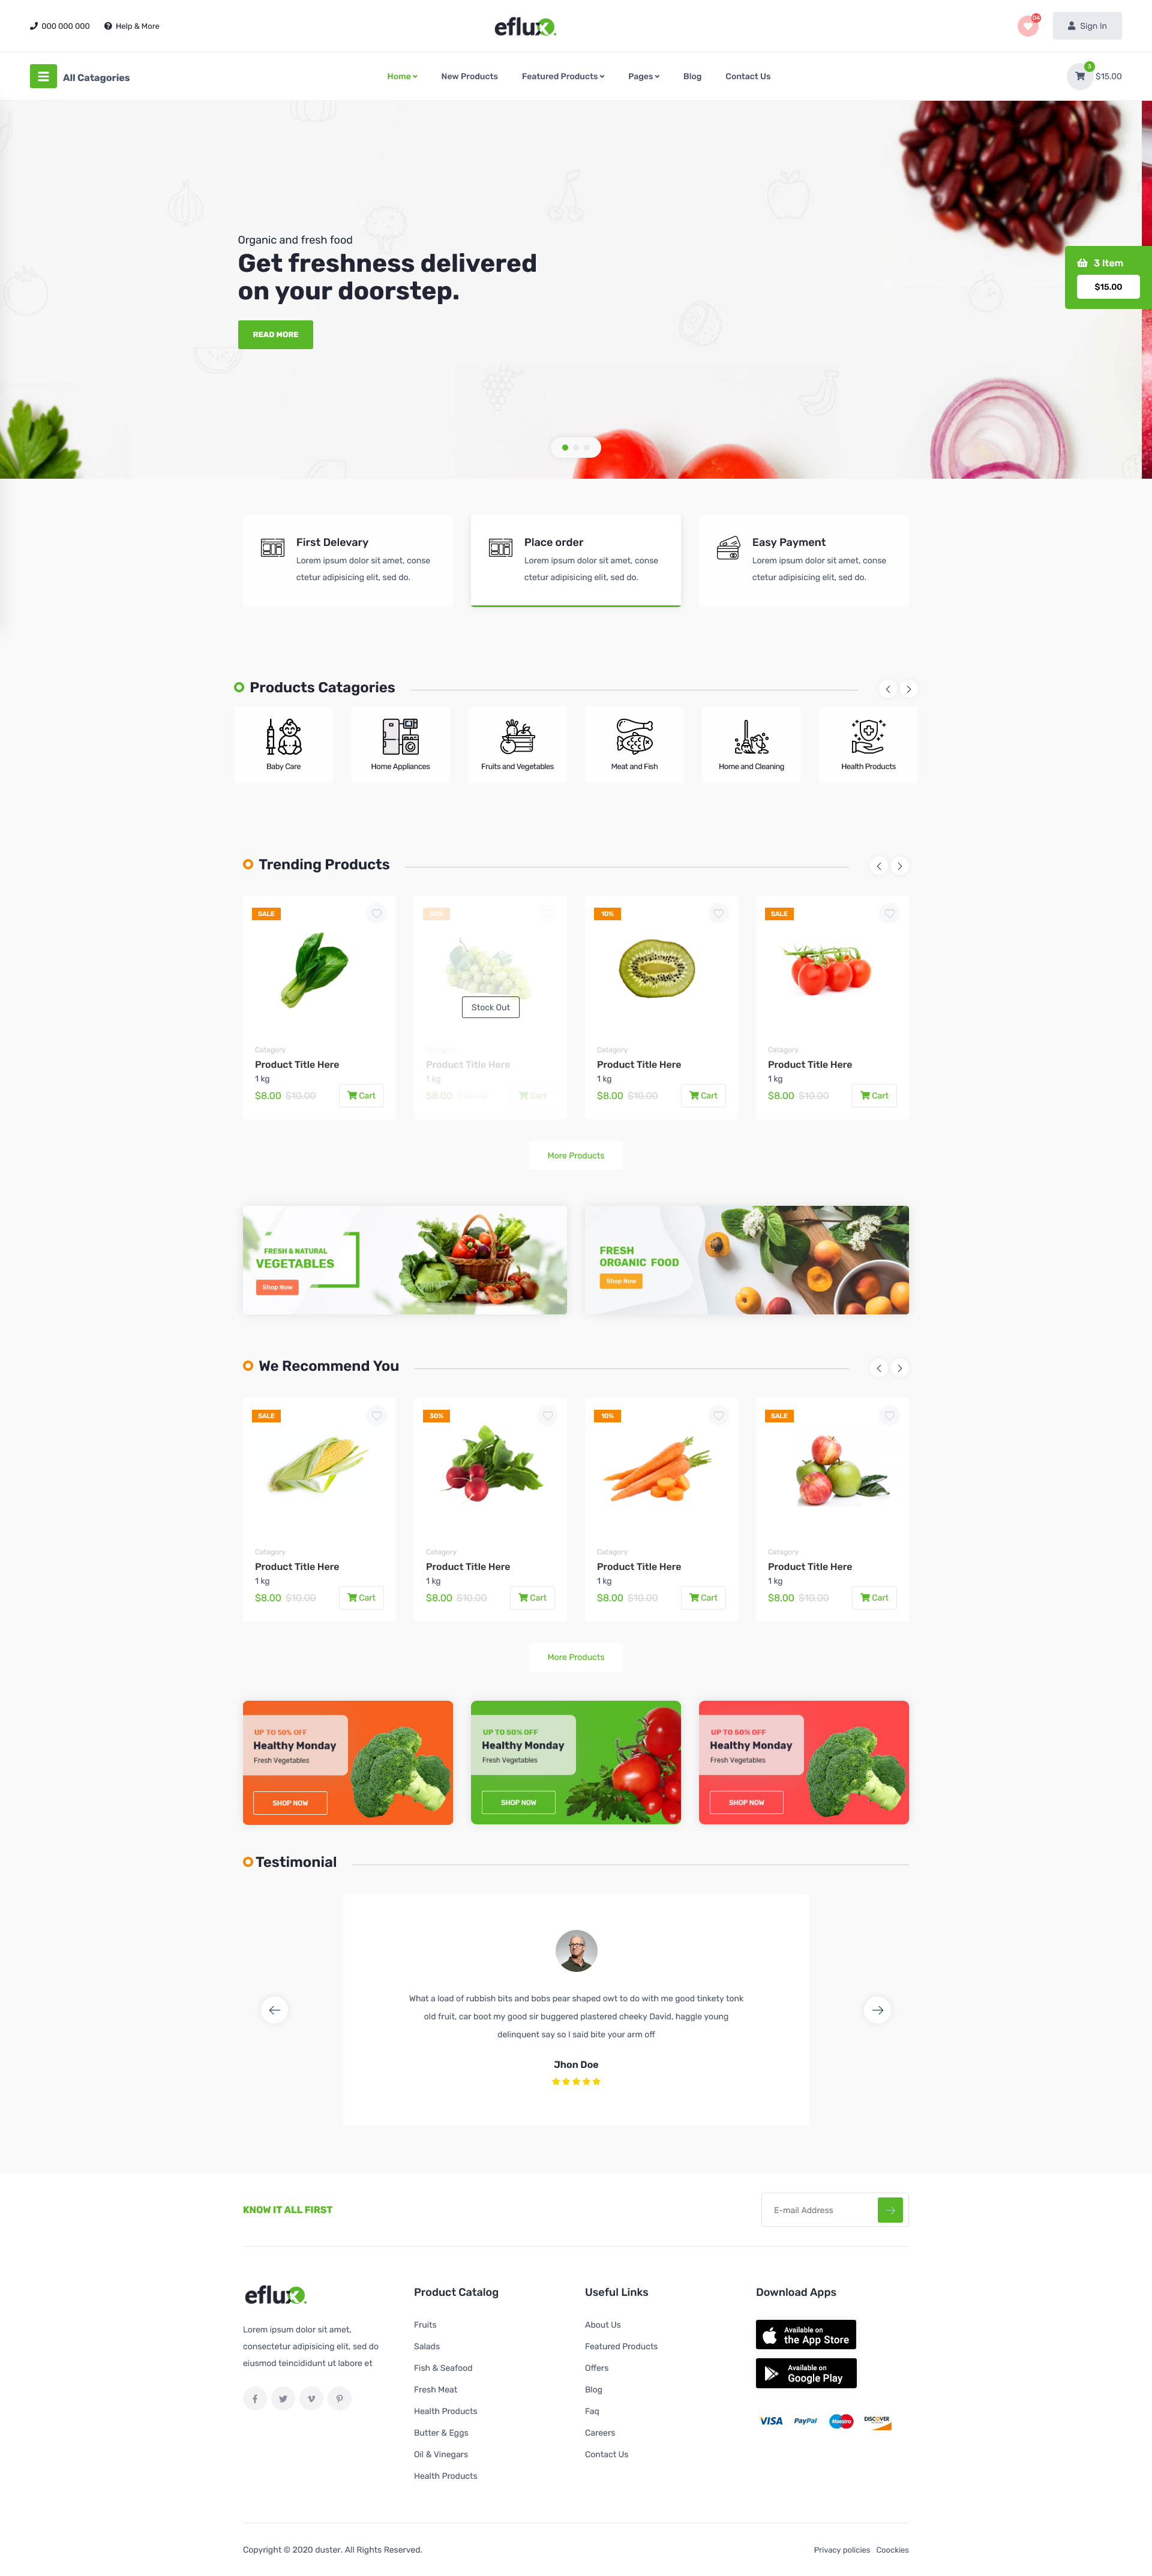 000 000 000 Help & More
eflux.
04
Sign In
All Catagories
Home New Products Featured Products Pages Blog Contact Us
3
$15.00
Organic and fresh food
Get freshness delivered
on your doorstep.
READ MORE
3 Item
$15.00
First Delevary
Lorem ipsum dolor sit amet, conse
ctetur adipisicing elit, sed do.
Place order
Lorem ipsum dolor sit amet, conse
ctetur adipisicing elit, sed do.
Easy Payment
Lorem ipsum dolor sit amet, conse
ctetur adipisicing elit, sed do.
Products Catagories
Baby Care
Home Appliances
Fruits and Vegetables
Meat and Fish
Home and Cleaning
Health Products
Trending Products
SALE
Catagory
Product Title Here
1 kg
$8.00 $10.00
Cart
30%
Stock Out
Catagory
Product Title Here
1 kg
$8.00 $10.00
Cart
10%
Catagory
Product Title Here
1 kg
$8.00 $10.00
Cart
SALE
Catagory
Product Title Here
1 kg
$8.00 $10.00
Cart
More Products
FRESH & NATURAL
VEGETABLES
Shop Now
FRESH
ORGANIC FOOD
Shop Now
We Recommend You
SALE
Catagory
Product Title Here
1 kg
$8.00 $10.00
Cart
30%
Catagory
Product Title Here
1 kg
$8.00 $10.00
Cart
10%
Catagory
Product Title Here
1 kg
$8.00 $10.00
Cart
SALE
Catagory
Product Title Here
1 kg
$8.00 $10.00
Cart
More Products
UP TO 50% OFF
Healthy Monday
Fresh Vegetables
SHOP NOW
UP TO 50% OFF
Healthy Monday
Fresh Vegetables
SHOP NOW
UP TO 50% OFF
Healthy Monday
Fresh Vegetables
SHOP NOW
Testimonial
What a load of rubbish bits and bobs pear shaped owt to do with me good tinkety tonk
old fruit, car boot my good sir buggered plastered cheeky David, haggle young
delinquent say so I said bite your arm off
Jhon Doe
KNOW IT ALL FIRST
E-mail Address
eflux.
Lorem ipsum dolor sit amet,
consectetur adipisicing elit, sed do
eiusmod teincididunt ut labore et
Product Catalog
Fruits
Salads
Fish & Seafood
Fresh Meat
Health Products
Butter & Eggs
Oil & Vinegars
Health Products
Useful Links
About Us
Featured Products
Offers
Blog
Faq
Careers
Contact Us
Download Apps
Available on
the App Store
Available on
Google Play
VISA PayPal Maestro DISCOVER
Copyright © 2020 duster. All Rights Reserved.
Privacy policies Coockies